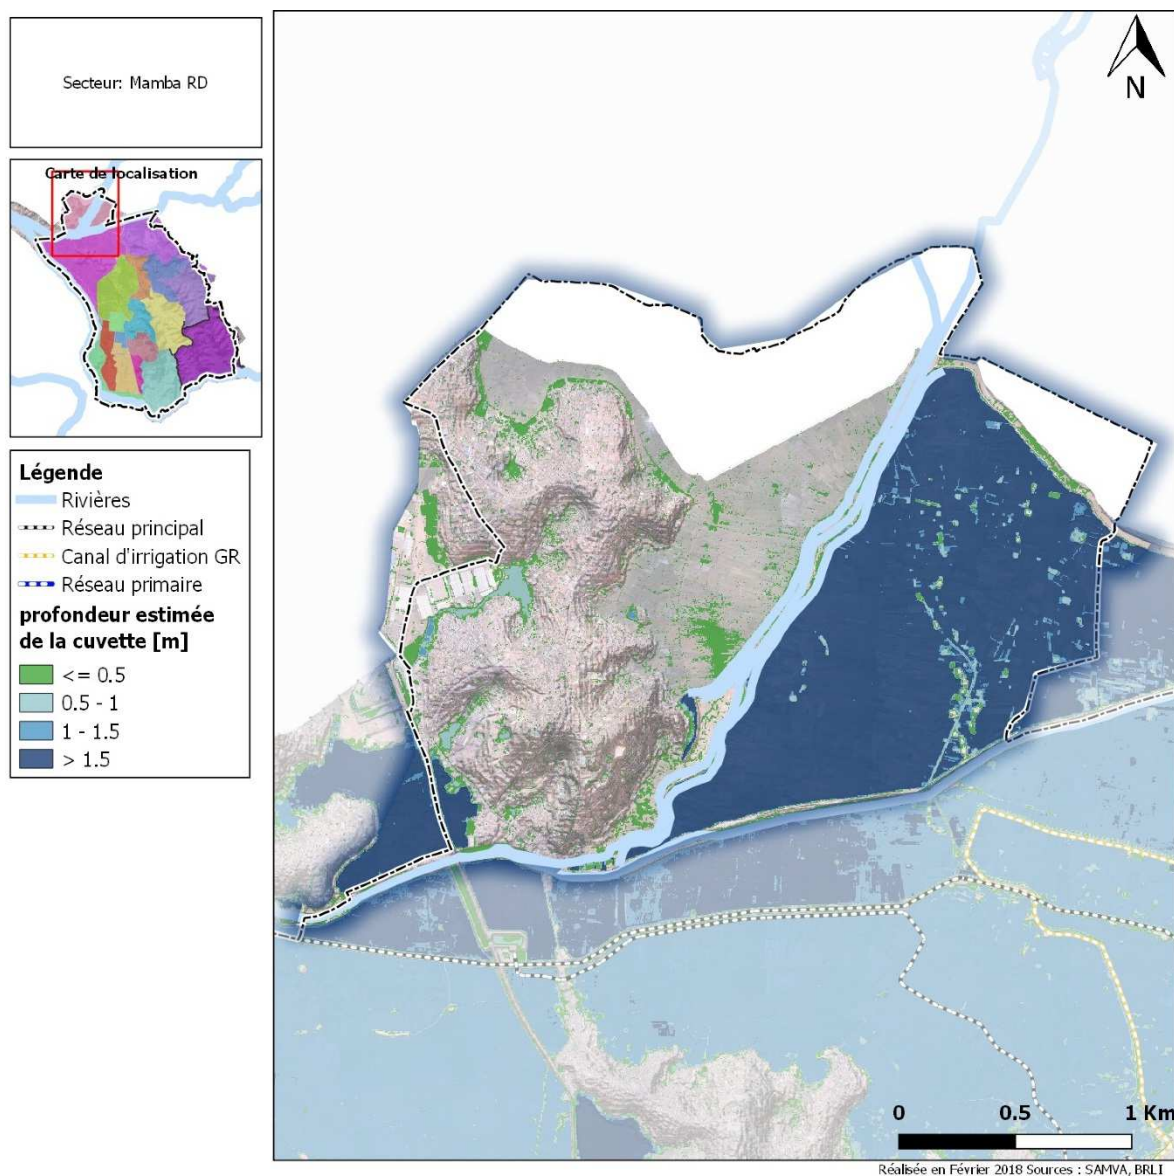 Secteur: Mamba RD
Carte de localisation
Légende
Rivières
Réseau principal
Canal d'irrigation GR
Réseau primaire
profondeur estimée
de la cuvette [m]
<= 0.5
0.5 - 1
1 - 1.5
> 1.5
N
0 0.5 1 Km
Réalisée en Février 2018 Sources : SAMVA, BRLI